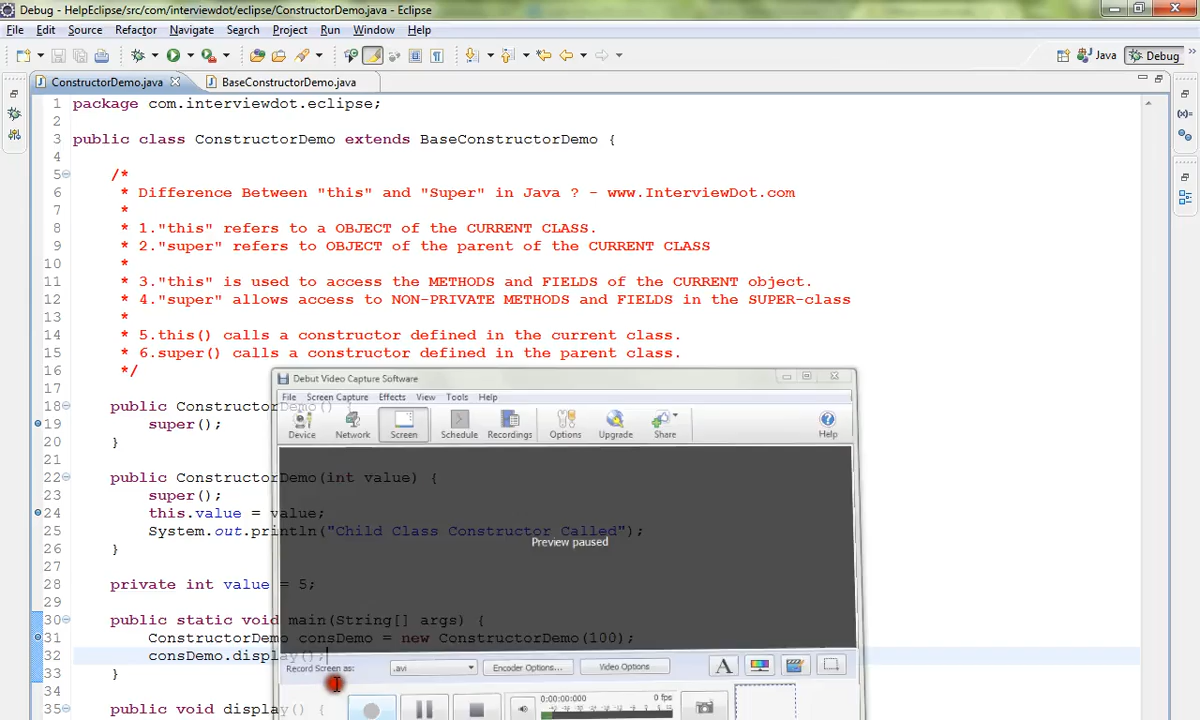 Debug - HelpEclipse/src/com/interviewdot/eclipse/ConstructorDemo.java - Eclipse
File Edit Source Refactor Navigate Search Project Run Window Help
Java Debug
ConstructorDemo.java BaseConstructorDemo.java
1 package com.interviewdot.eclipse;
2
3 public class ConstructorDemo extends BaseConstructorDemo {
4
5 /*
6 * Difference Between "this" and "Super" in Java ? - www.InterviewDot.com
7 *
8 * 1."this" refers to a OBJECT of the CURRENT CLASS.
9 * 2."super" refers to OBJECT of the parent of the CURRENT CLASS
10 *
11 * 3."this" is used to access the METHODS and FIELDS of the CURRENT object.
12 * 4."super" allows access to NON-PRIVATE METHODS and FIELDS in the SUPER-class
13 *
14 * 5.this() calls a constructor defined in the current class.
15 * 6.super() calls a constructor defined in the parent class.
16 */
17
18 public ConstructorDemo() {
19 super();
20 }
21
22 public ConstructorDemo(int value) {
23 super();
24 this.value = value;
25 System.out.println("Child Class Constructor Called");
26 }
27
28 private int value = 5;
29
30 public static void main(String[] args) {
31 ConstructorDemo consDemo = new ConstructorDemo(100);
32 consDemo.display();
33 }
34
35 public void display() {
Debut Video Capture Software
File Screen Capture Effects View Tools Help
Device Network Screen Schedule Recordings Options Upgrade Share Help
Preview paused
Record Screen as: .avi Encoder Options... Video Options
0:00:00:000 0 fps